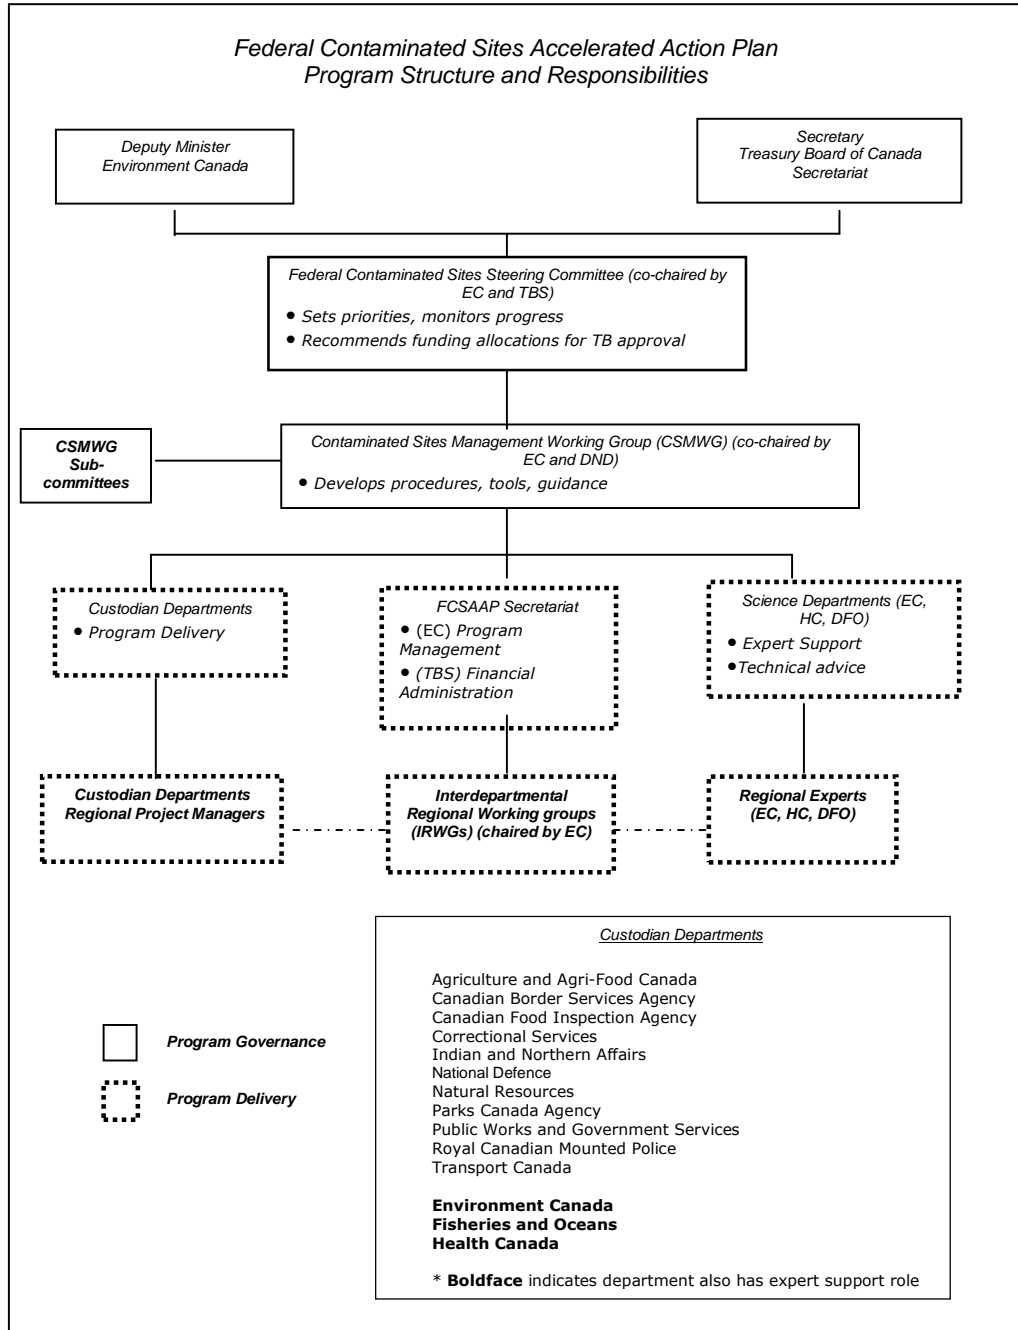 Federal Contaminated Sites Accelerated Action Plan
Program Structure and Responsibilities
Deputy Minister
Environment Canada
Secretary
Treasury Board of Canada
Secretariat
Federal Contaminated Sites Steering Committee (co-chaired by
EC and TBS)
• Sets priorities, monitors progress
• Recommends funding allocations for TB approval
CSMWG
Sub-
committees
Contaminated Sites Management Working Group (CSMWG) (co-chaired by
EC and DND)
• Develops procedures, tools, guidance
Custodian Departments
• Program Delivery
FCSAAP Secretariat
• (EC) Program
Management
• (TBS) Financial
Administration
Science Departments (EC,
HC, DFO)
• Expert Support
•Technical advice
Custodian Departments
Regional Project Managers
Interdepartmental
Regional Working groups
(IRWGs) (chaired by EC)
Regional Experts
(EC, HC, DFO)
Program Governance
Program Delivery
Custodian Departments
Agriculture and Agri-Food Canada
Canadian Border Services Agency
Canadian Food Inspection Agency
Correctional Services
Indian and Northern Affairs
National Defence
Natural Resources
Parks Canada Agency
Public Works and Government Services
Royal Canadian Mounted Police
Transport Canada
Environment Canada
Fisheries and Oceans
Health Canada
* Boldface indicates department also has expert support role